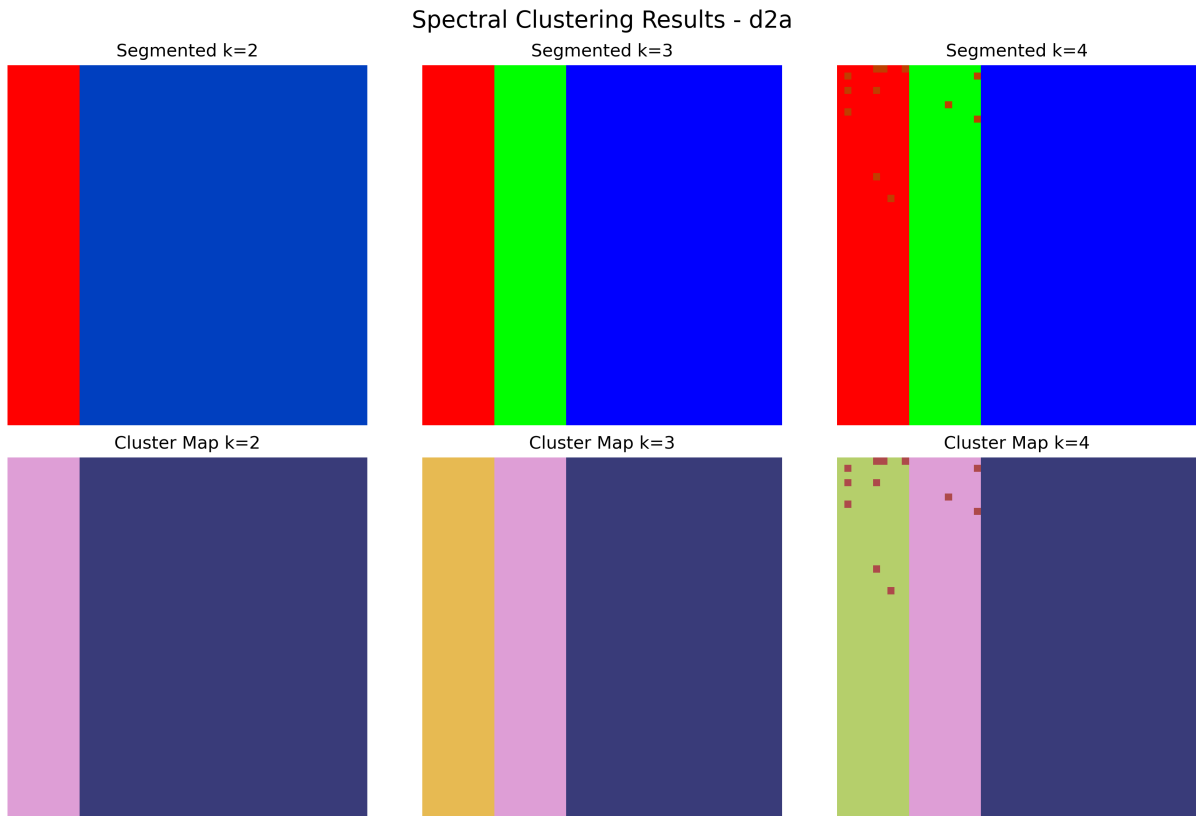 Spectral Clustering Results - d2a
Segmented k=2
Segmented k=3
Segmented k=4
Cluster Map k=2
Cluster Map k=3
Cluster Map k=4